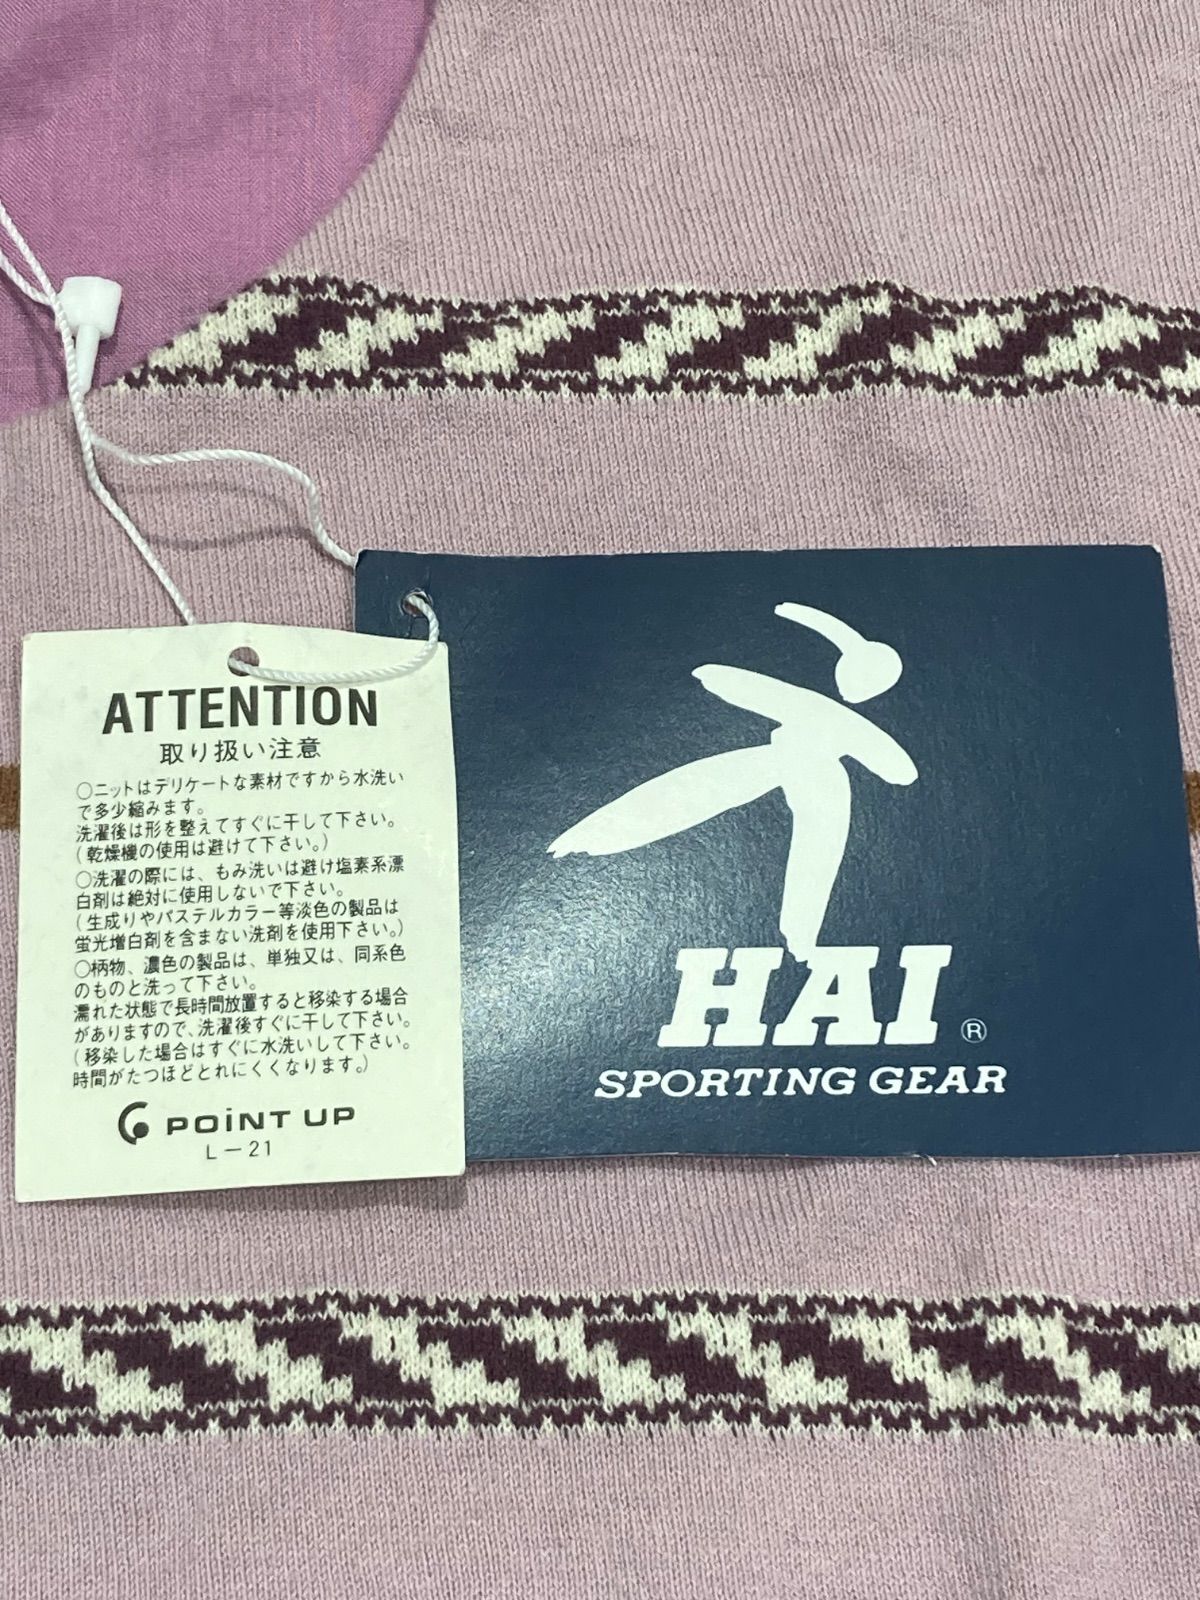 ATTENTION
取り扱い注意
○ニットはデリケートな素材ですから水洗い
で多少縮みます。
洗濯後は形を整えてすぐに干して下さい。
(乾燥機の使用は避けて下さい。)
○洗濯の際には、もみ洗いは避け塩素系漂
白剤は絶対に使用しないで下さい。
(生成りやパステルカラー等淡色の製品は
蛍光増白剤を含まない洗剤を使用下さい。)
○柄物、濃色の製品は、単独又は、同系色
のものと洗って下さい。
濡れた状態で長時間放置すると移染する場合
がありますので、洗濯後すぐに干して下さい。
(移染した場合はすぐに水洗いして下さい。
時間がたつほどとれにくくなります。)
POiNT UP
L-21
HAI ®
SPORTING GEAR